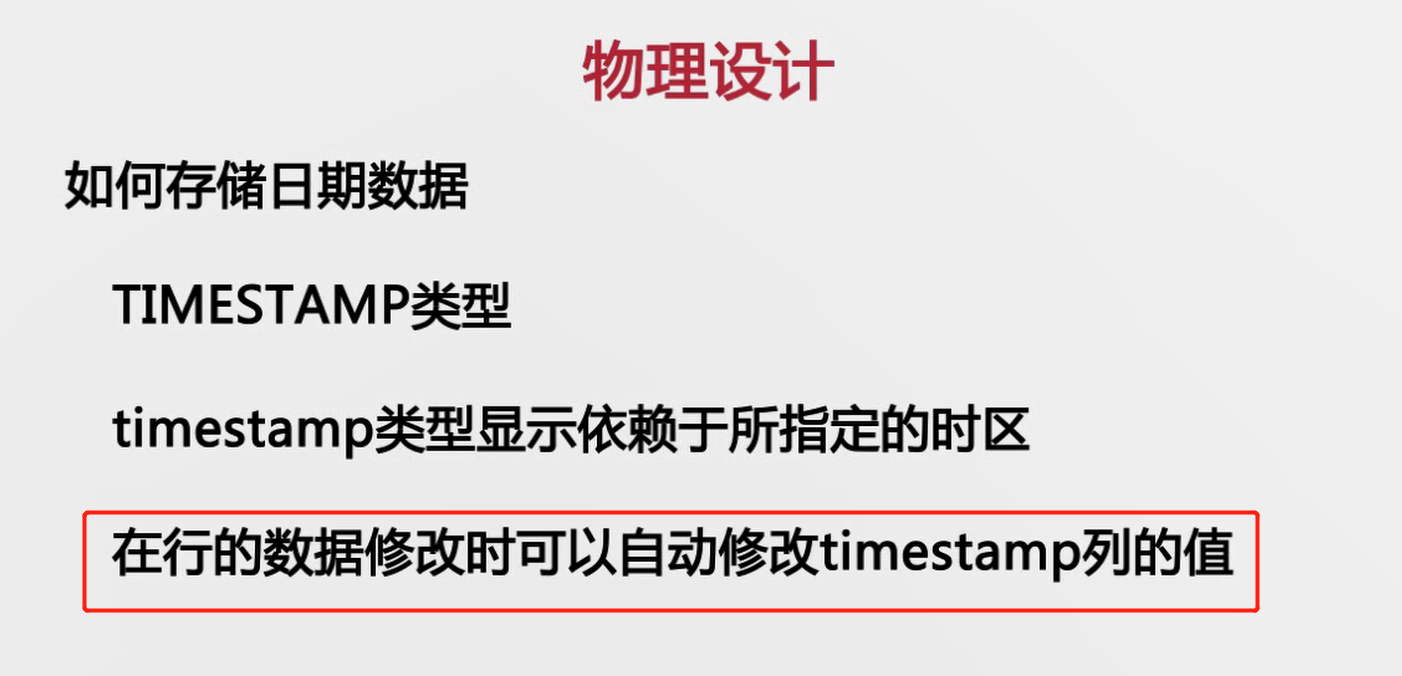 物理设计
如何存储日期数据
TIMESTAMP类型
timestamp类型显示依赖于所指定的时区
在行的数据修改时可以自动修改timestamp列的值